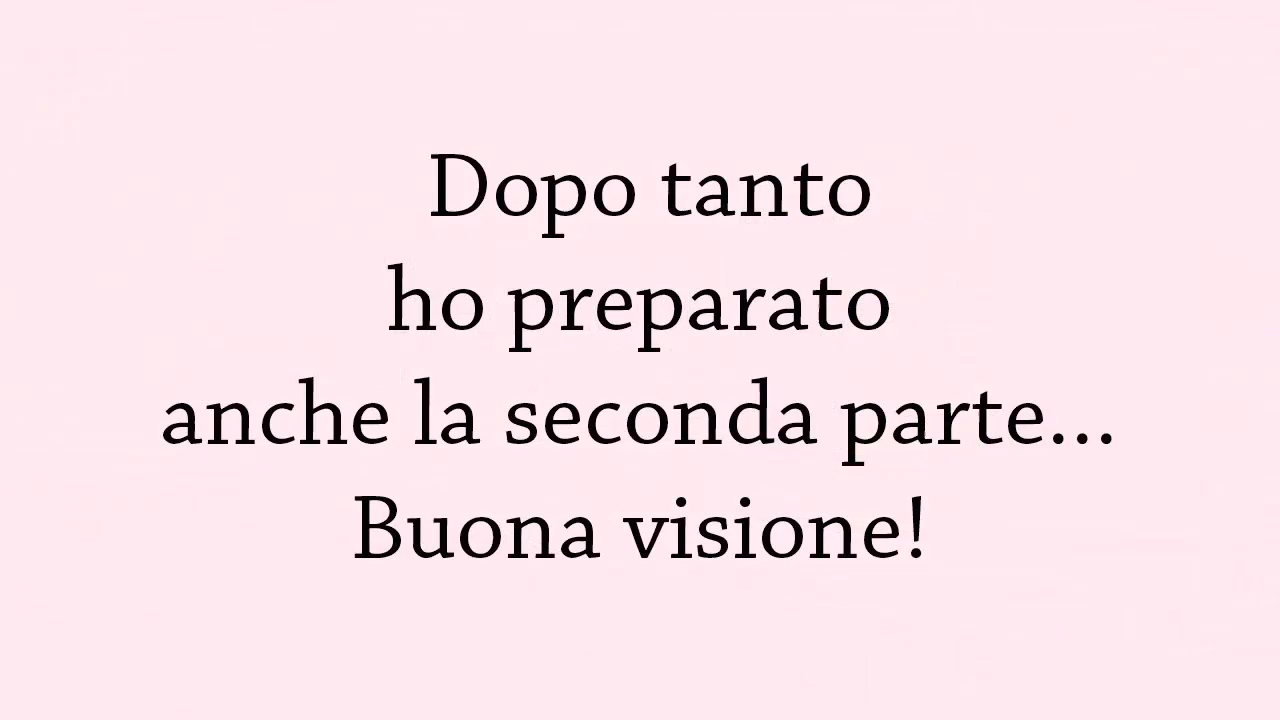 Dopo tanto
ho preparato
anche la seconda parte...
Buona visione!